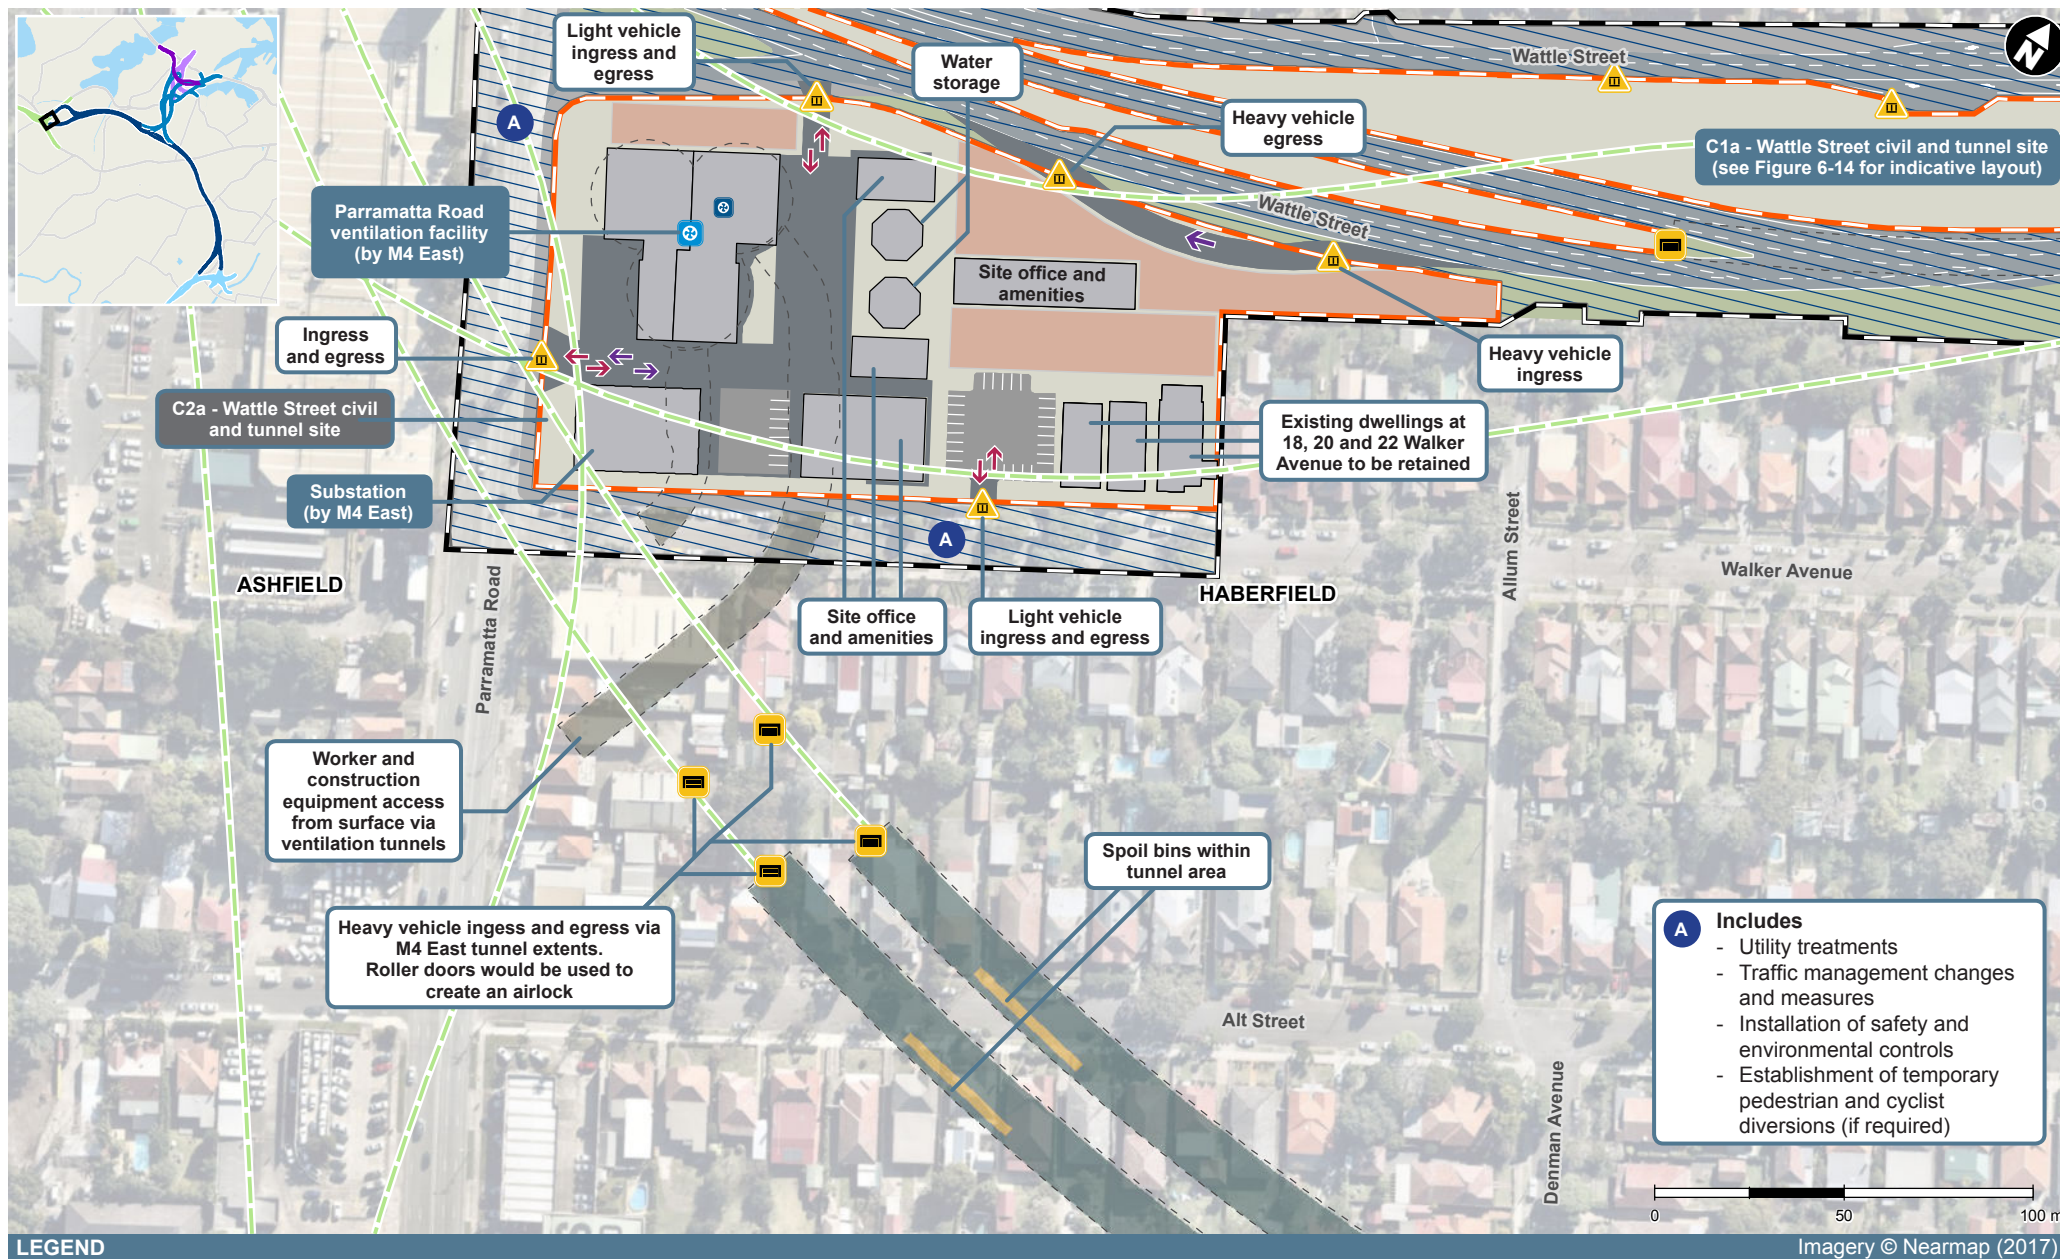 Light vehicle
ingress and
egress
Water
storage
Wattle Street
N
A
Heavy vehicle
egress
C1a - Wattle Street civil and tunnel site
(see Figure 6-14 for indicative layout)
Parramatta Road
ventilation facility
(by M4 East)
Wattle Street
Site office and
amenities
Ingress
and egress
Heavy vehicle
ingress
C2a - Wattle Street civil
and tunnel site
Existing dwellings at
18, 20 and 22 Walker
Avenue to be retained
Substation
(by M4 East)
A
Allum Street
Walker Avenue
ASHFIELD
HABERFIELD
Parramatta Road
Site office
and amenities
Light vehicle
ingress and egress
Worker and
construction
equipment access
from surface via
ventilation tunnels
Spoil bins within
tunnel area
Heavy vehicle ingess and egress via
M4 East tunnel extents.
Roller doors would be used to
create an airlock
Alt Street
Denman Avenue
A
Includes
- Utility treatments
- Traffic management changes
and measures
- Installation of safety and
environmental controls
- Establishment of temporary
pedestrian and cyclist
diversions (if required)
0 50 100 m
LEGEND
Imagery © Nearmap (2017)